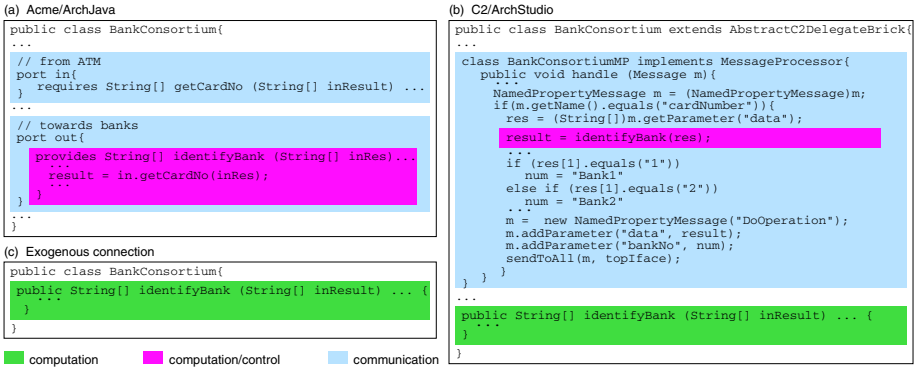 (a) Acme/ArchJava
public class BankConsortium{
...
// from ATM
port in{
requires String[] getCardNo (String[] inResult) ...
}
...
// towards banks
port out{
provides String[] identifyBank (String[] inRes)...
...
result = in.getCardNo(inRes);
...
}
}
...
}
(c) Exogenous connection
public class BankConsortium{
public String[] identifyBank (String[] inResult) ... {
...
}
}
computation
computation/control
communication
(b) C2/ArchStudio
public class BankConsortium extends AbstractC2DelegateBrick{
...
class BankConsortiumMP implements MessageProcessor{
public void handle (Message m){
...
NamedPropertyMessage m = (NamedPropertyMessage)m;
if(m.getName().equals("cardNumber")){
res = (String[])m.getParameter("data");
result = identifyBank(res);
...
if (res[1].equals("1"))
num = "Bank1"
else if (res[1].equals("2"))
num = "Bank2"
...
m = new NamedPropertyMessage("DoOperation");
m.addParameter("data", result);
m.addParameter("bankNo", num);
sendToAll(m, topIface);
}
} }
...
public String[] identifyBank (String[] inResult) ... {
...
}
}